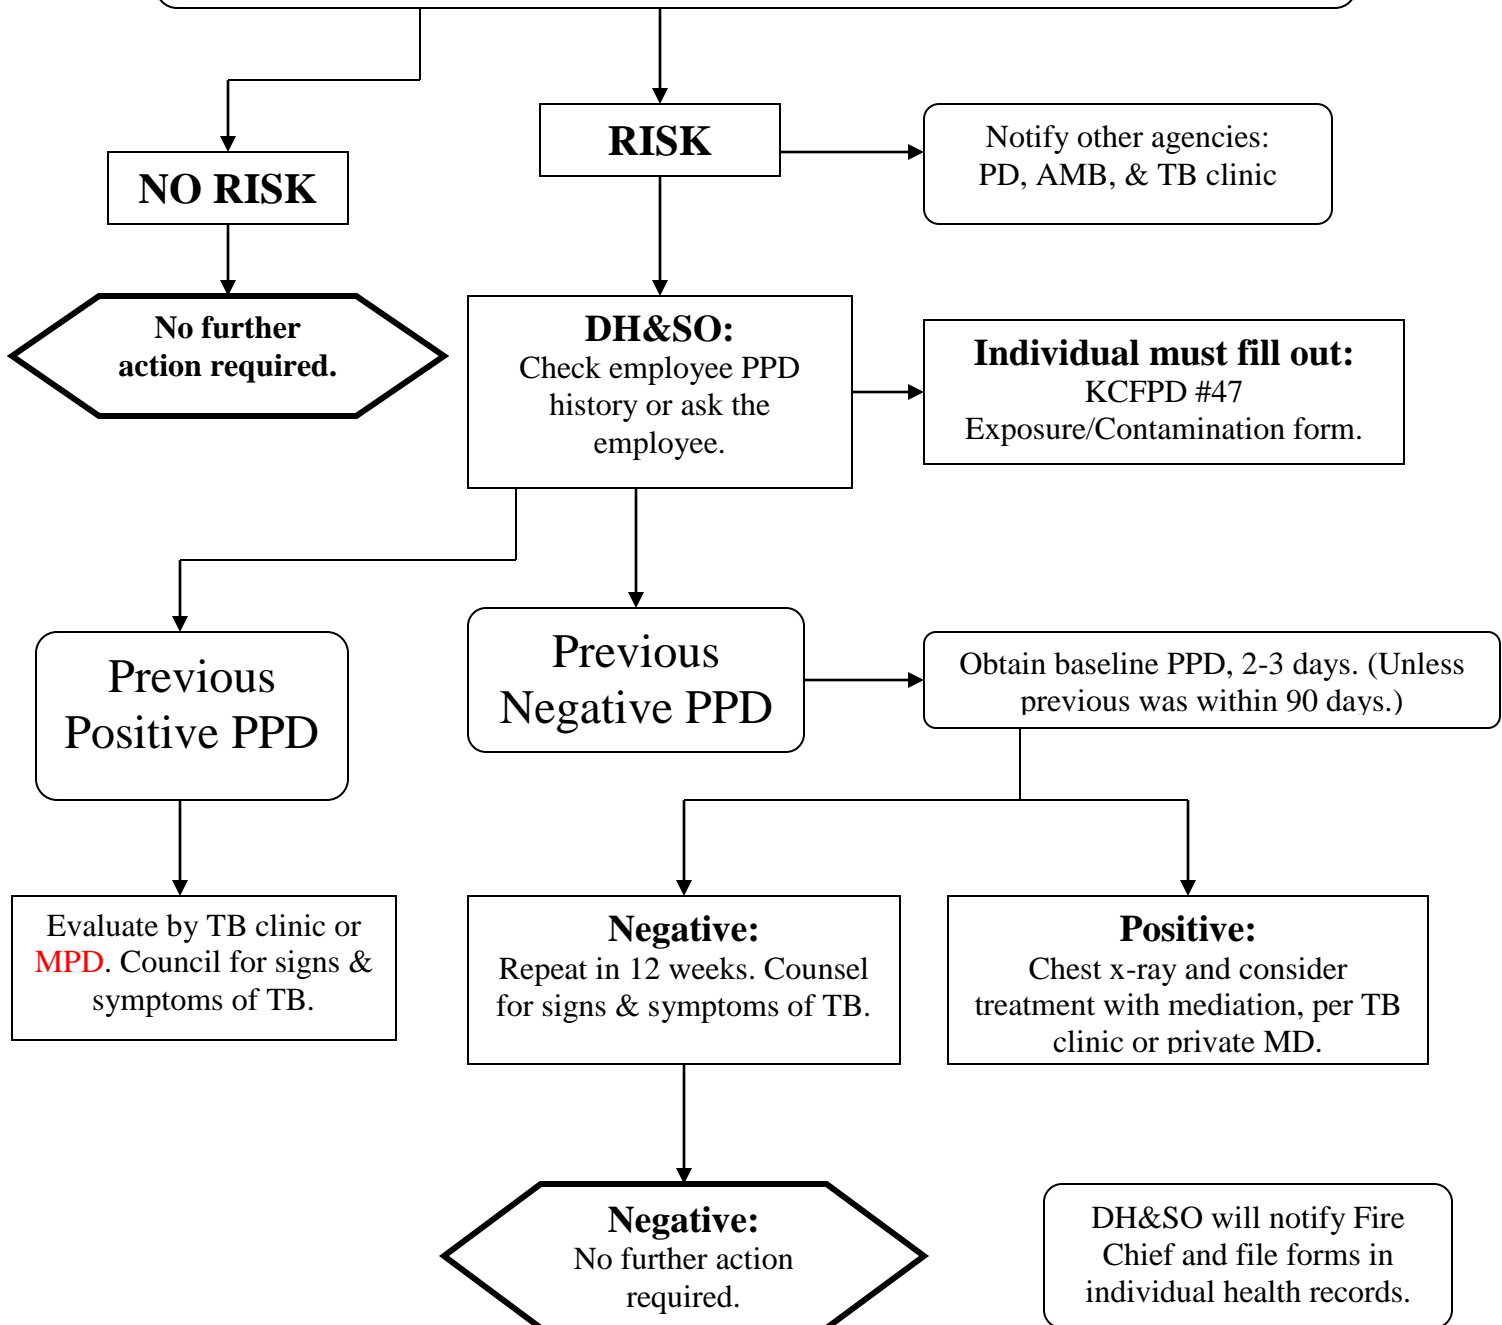 RISK
Notify other agencies:
PD, AMB, & TB clinic
NO RISK
No further
action required.
DH&SO:
Check employee PPD
history or ask the
employee.
Individual must fill out:
KCFPD #47
Exposure/Contamination form.
Previous
Positive PPD
Previous
Negative PPD
Obtain baseline PPD, 2-3 days. (Unless
previous was within 90 days.)
Evaluate by TB clinic or
MPD. Council for signs &
symptoms of TB.
Negative:
Repeat in 12 weeks. Counsel
for signs & symptoms of TB.
Positive:
Chest x-ray and consider
treatment with mediation, per TB
clinic or private MD.
Negative:
No further action
required.
DH&SO will notify Fire
Chief and file forms in
individual health records.